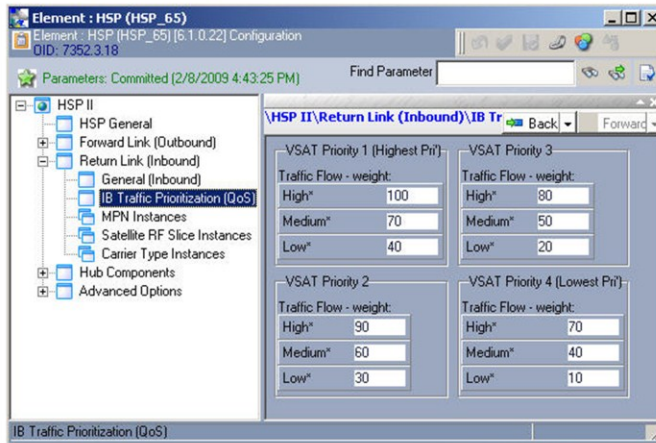 Element : HSP (HSP_65)
Element : HSP (HSP_65) [6.1.0.22] Configuration
OID: 7352.3.18
Parameters: Committed (2/8/2009 4:43:25 PM)
Find Parameter
HSP II
HSP General
Forward Link (Outbound)
Return Link (Inbound)
General (Inbound)
IB Traffic Prioritization (QoS)
MPN Instances
Satellite RF Slice Instances
Carrier Type Instances
Hub Components
Advanced Options
\HSP II\Return Link (Inbound)\IB Tr
Back
Forward
VSAT Priority 1 (Highest Pri')
Traffic Flow - weight:
High* 100
Medium* 70
Low* 40
VSAT Priority 3
Traffic Flow - weight:
High* 80
Medium* 50
Low* 20
VSAT Priority 2
Traffic Flow - weight:
High* 90
Medium* 60
Low* 30
VSAT Priority 4 (Lowest Pri')
Traffic Flow - weight:
High* 70
Medium* 40
Low* 10
IB Traffic Prioritization (QoS)